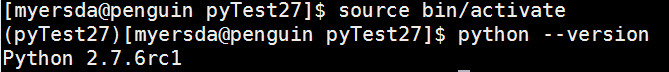 [myersda@penguin pyTest27]$ source bin/activate
(pyTest27)[myersda@penguin pyTest27]$ python --version
Python 2.7.6rc1